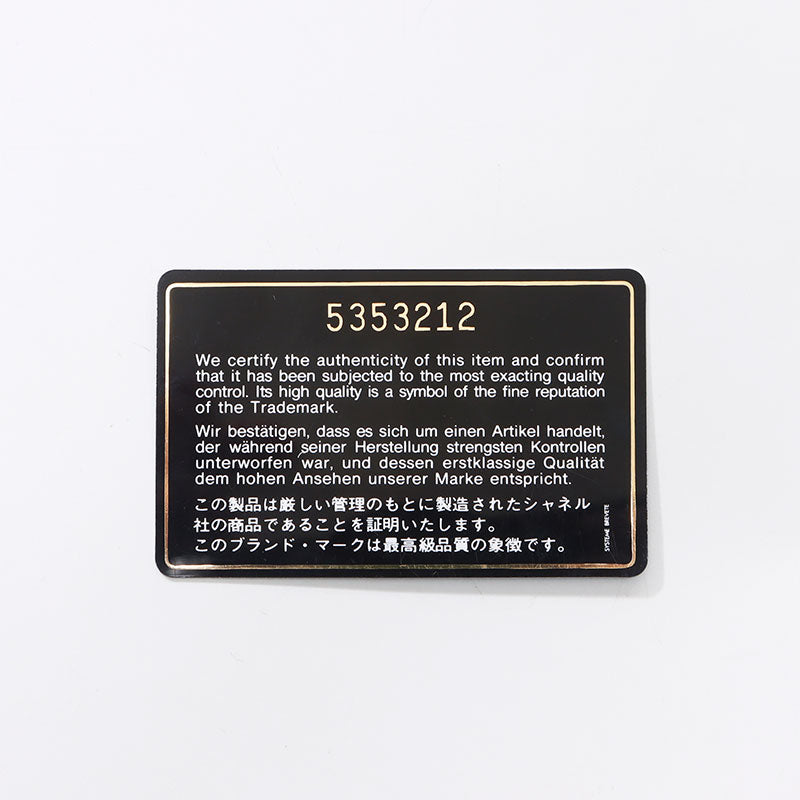 5353212
We certify the authenticity of this item and confirm
that it has been subjected to the most exacting quality
control. Its high quality is a symbol of the fine reputation
of the Trademark.
Wir bestätigen, dass es sich um einen Artikel handelt,
der während seiner Herstellung strengsten Kontrollen
unterworfen war, und dessen erstklassige Qualität
dem hohen Ansehen unserer Marke entspricht.
この製品は厳しい管理のもとに製造されたシャネル
社の商品であることを証明いたします。
このブランド・マークは最高級品質の象徴です。
SYSTEME BREVETE